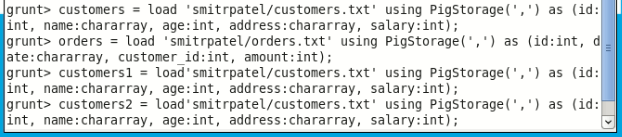 grunt> customers = load 'smitrpatel/customers.txt' using PigStorage(',') as (id:
int, name:chararray, age:int, address:chararray, salary:int);
grunt> orders = load 'smitrpatel/orders.txt' using PigStorage(',') as (id:int, d
ate:chararray, customer_id:int, amount:int);
grunt> customers1 = load'smitrpatel/customers.txt' using PigStorage(',') as (id:
int, name:chararray, age:int, address:chararray, salary:int);
grunt> customers2 = load'smitrpatel/customers.txt' using PigStorage(',') as (id:
int, name:chararray, age:int, address:chararray, salary:int);